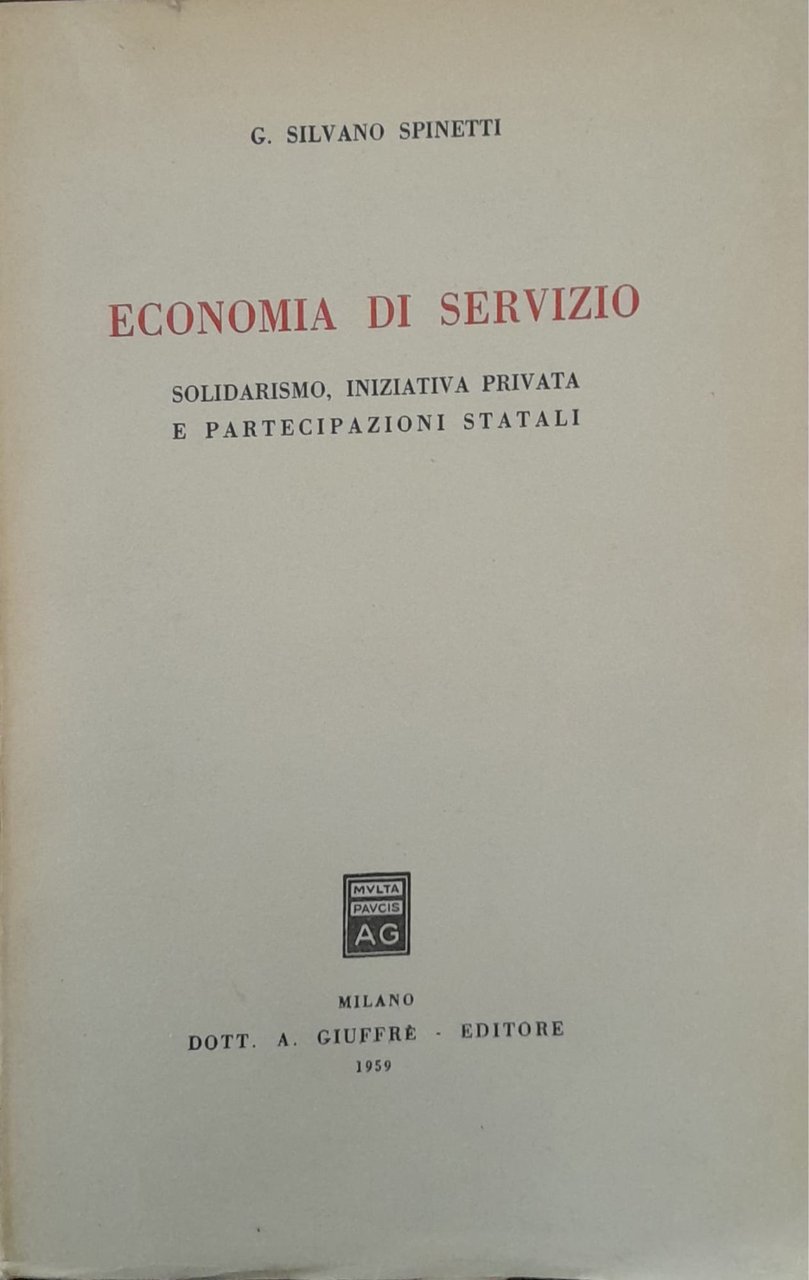 G. SILVANO SPINETTI
ECONOMIA DI SERVIZIO
SOLIDARISMO, INIZIATIVA PRIVATA
E PARTECIPAZIONI STATALI
MVLTA
PAVCIS
AG
MILANO
DOTT. A. GIUFFRÈ - EDITORE
1959